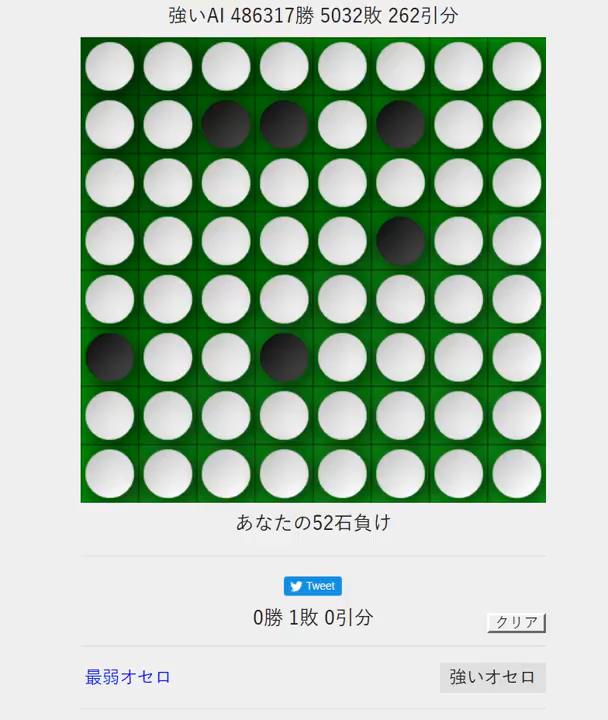 強いAI 486317勝 5032敗 262引分
あなたの52石負け
Tweet
0勝 1敗 0引分
クリア
最弱オセロ
強いオセロ